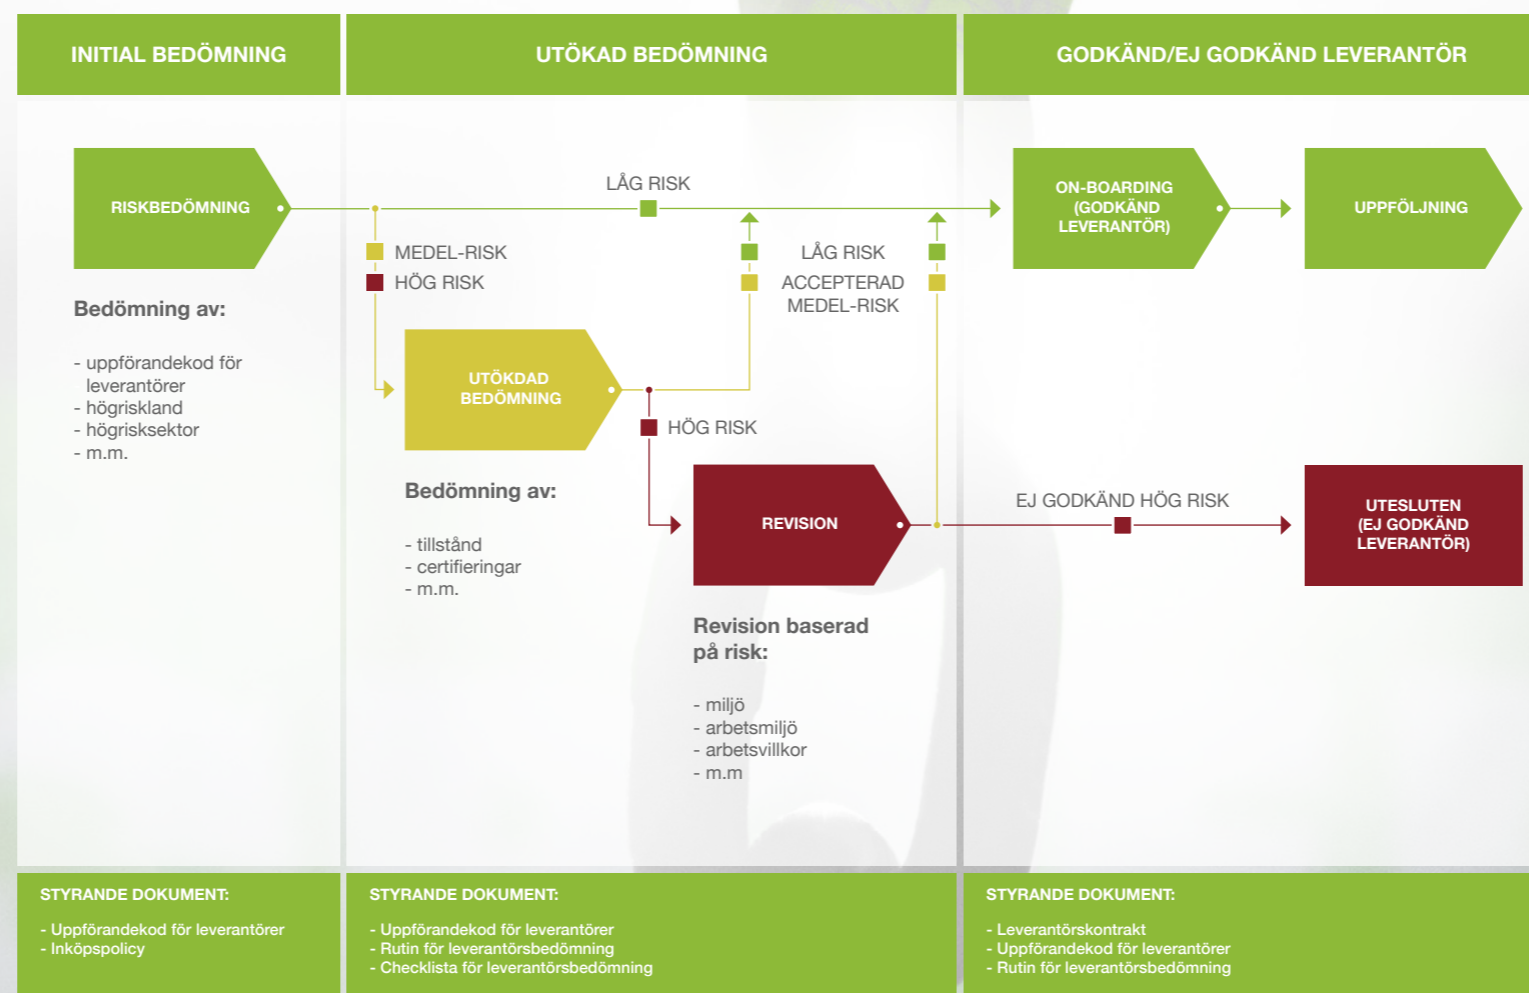 INITIAL BEDÖMNING
UTÖKAD BEDÖMNING
GODKÄND/EJ GODKÄND LEVERANTÖR
RISKBEDÖMNING
LÅG RISK
ON-BOARDING
(GODKÄND
LEVERANTÖR)
UPPFÖLJNING
MEDEL-RISK
HÖG RISK
LÅG RISK
ACCEPTERAD
MEDEL-RISK
Bedömning av:
- uppförandekod för
leverantörer
- högriskland
- högrisksektor
- m.m.
UTÖKDAD
BEDÖMNING
HÖG RISK
Bedömning av:
- tillstånd
- certifieringar
- m.m.
REVISION
EJ GODKÄND HÖG RISK
UTESLUTEN
(EJ GODKÄND
LEVERANTÖR)
Revision baserad
på risk:
- miljö
- arbetsmiljö
- arbetsvillkor
- m.m
STYRANDE DOKUMENT:
- Uppförandekod för leverantörer
- Inköpspolicy
STYRANDE DOKUMENT:
- Uppförandekod för leverantörer
- Rutin för leverantörsbedömning
- Checklista för leverantörsbedömning
STYRANDE DOKUMENT:
- Leverantörskontrakt
- Uppförandekod för leverantörer
- Rutin för leverantörsbedömning